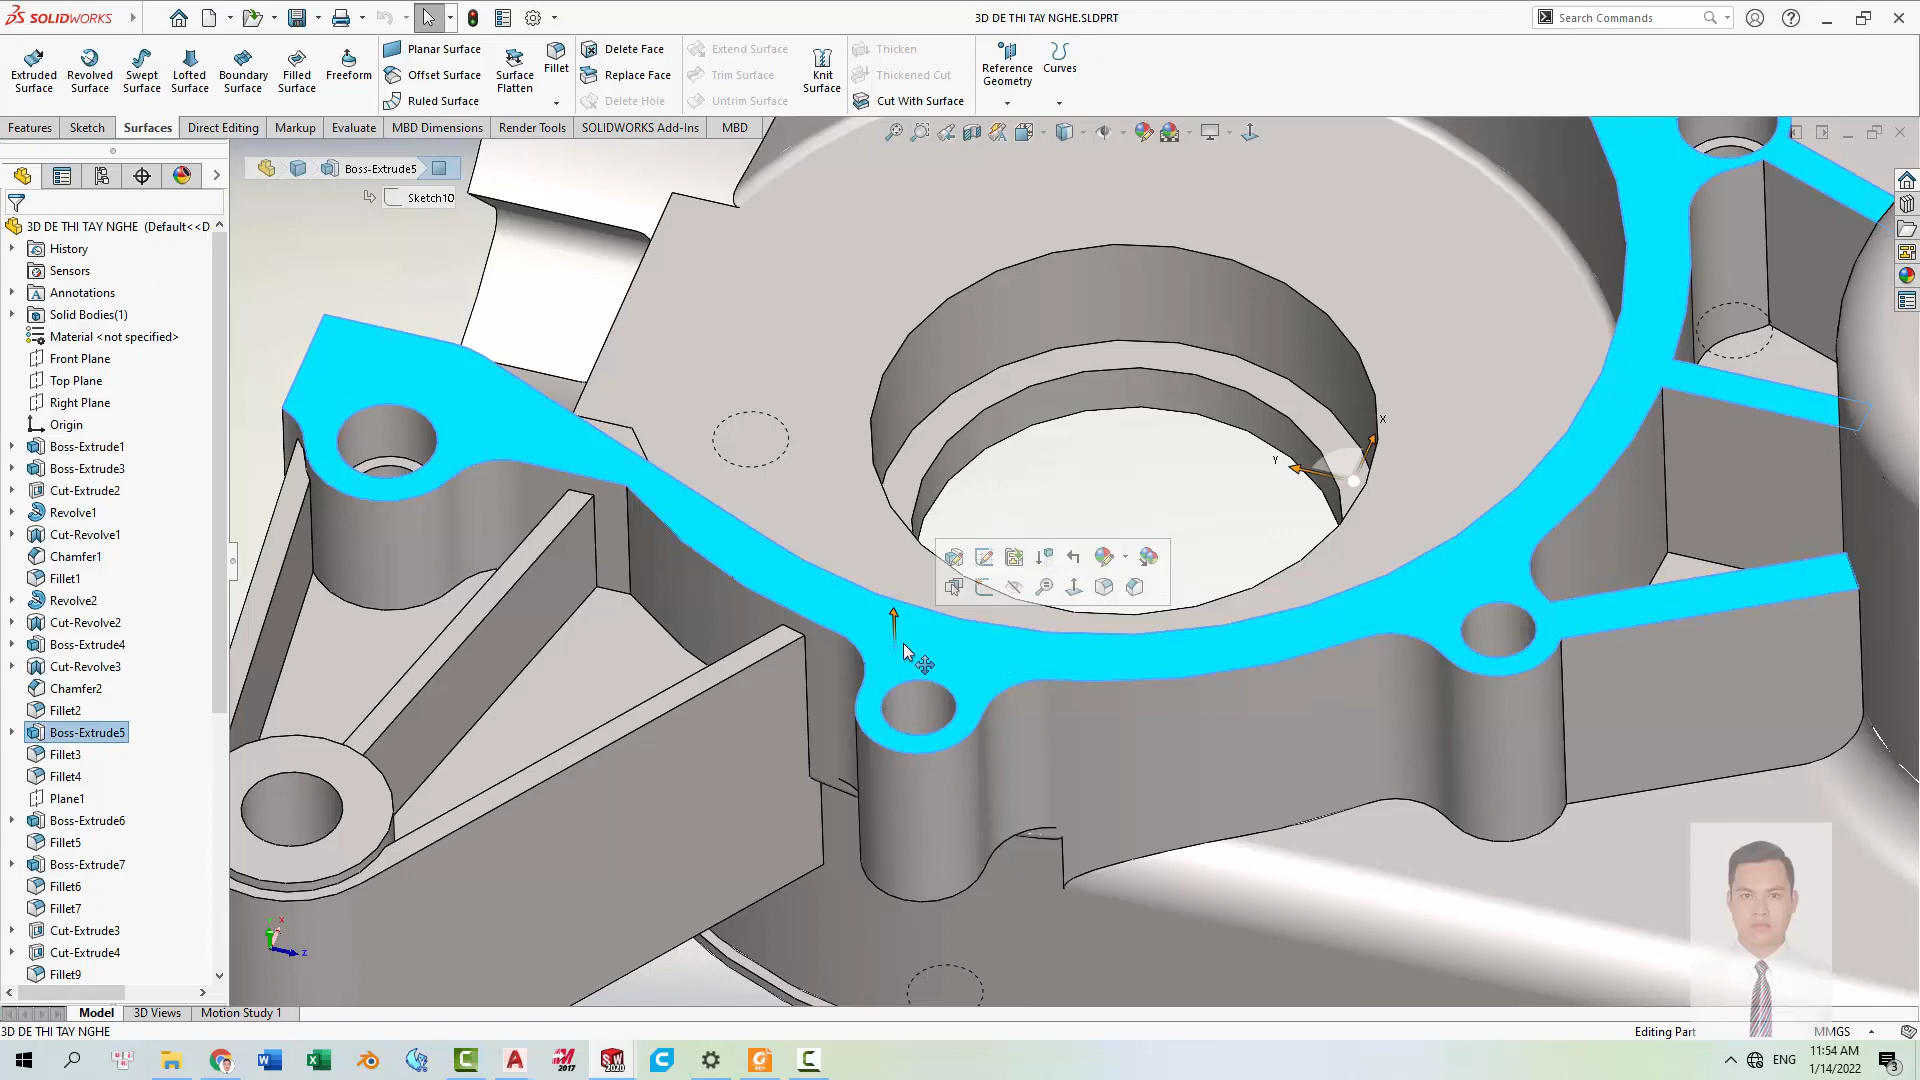 SOLIDWORKS
3D DE THI TAY NGHE.SLDPRT
Search Commands
Extruded Surface
Revolved Surface
Swept Surface
Lofted Surface
Boundary Surface
Filled Surface
Freeform
Planar Surface
Offset Surface
Ruled Surface
Surface Flatten
Fillet
Delete Face
Replace Face
Delete Hole
Extend Surface
Trim Surface
Untrim Surface
Knit Surface
Thicken
Thickened Cut
Cut With Surface
Reference Geometry
Curves
Features
Sketch
Surfaces
Direct Editing
Markup
Evaluate
MBD Dimensions
Render Tools
SOLIDWORKS Add-Ins
MBD
Boss-Extrude5
Sketch10
3D DE THI TAY NGHE (Default<<D
History
Sensors
Annotations
Solid Bodies(1)
Material <not specified>
Front Plane
Top Plane
Right Plane
Origin
Boss-Extrude1
Boss-Extrude3
Cut-Extrude2
Revolve1
Cut-Revolve1
Chamfer1
Fillet1
Revolve2
Cut-Revolve2
Boss-Extrude4
Cut-Revolve3
Chamfer2
Fillet2
Boss-Extrude5
Fillet3
Fillet4
Plane1
Boss-Extrude6
Fillet5
Boss-Extrude7
Fillet6
Fillet7
Cut-Extrude3
Cut-Extrude4
Fillet9
X
Y
X
Z
Model
3D Views
Motion Study 1
3D DE THI TAY NGHE
Editing Part
MMGS
ENG
11:54 AM
1/14/2022
3